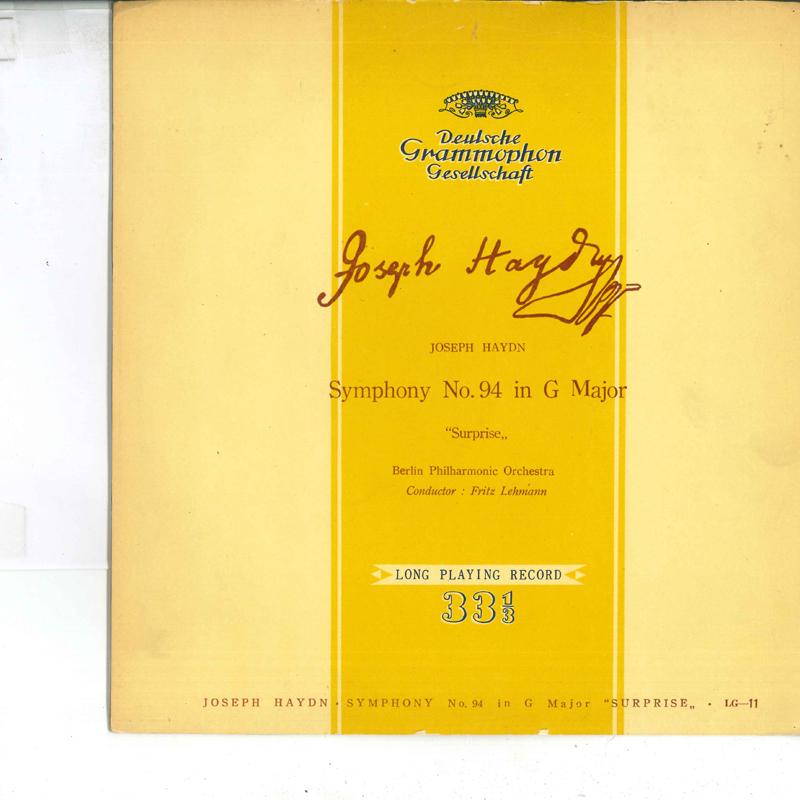 Deutsche
Grammophon
Gesellschaft
Joseph Haydn
JOSEPH HAYDN
Symphony No. 94 in G Major
“Surprise„
Berlin Philharmonic Orchestra
Conductor : Fritz Lehmann
LONG PLAYING RECORD
33⅓
JOSEPH HAYDN · SYMPHONY No. 94 in G Major “SURPRISE„ · LG—11